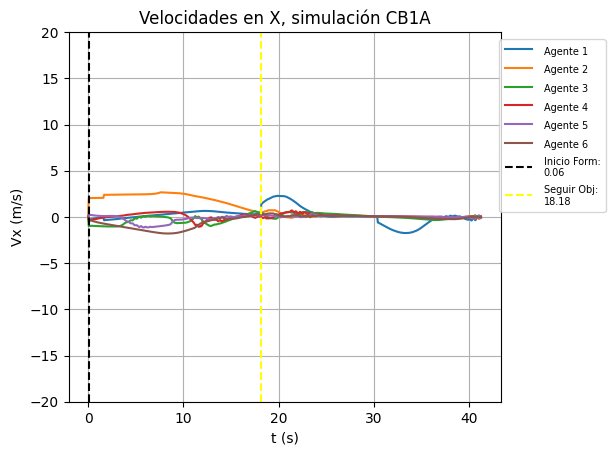 Velocidades en X, simulación CB1A
20
15
10
5
0
−5
−10
−15
−20
Vx (m/s)
0
10
20
30
40
t (s)
Agente 1
Agente 2
Agente 3
Agente 4
Agente 5
Agente 6
Inicio Form:
0.06
Seguir Obj:
18.18